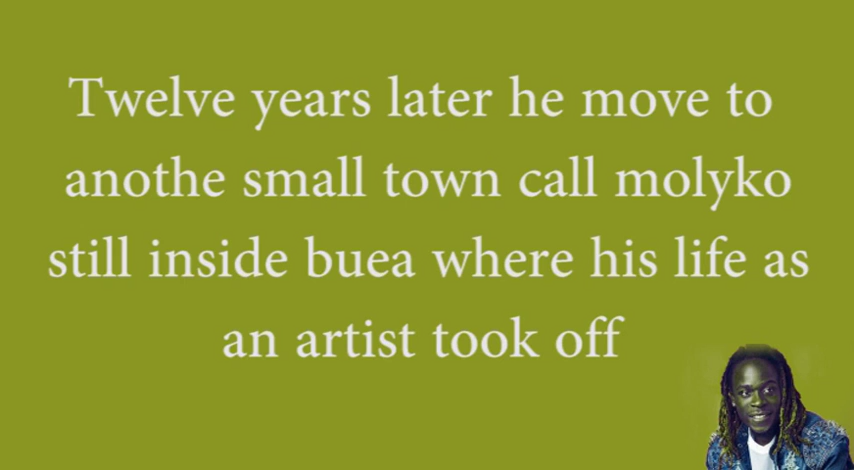 Twelve years later he move to
anothe small town call molyko
still inside buea where his life as
an artist took off